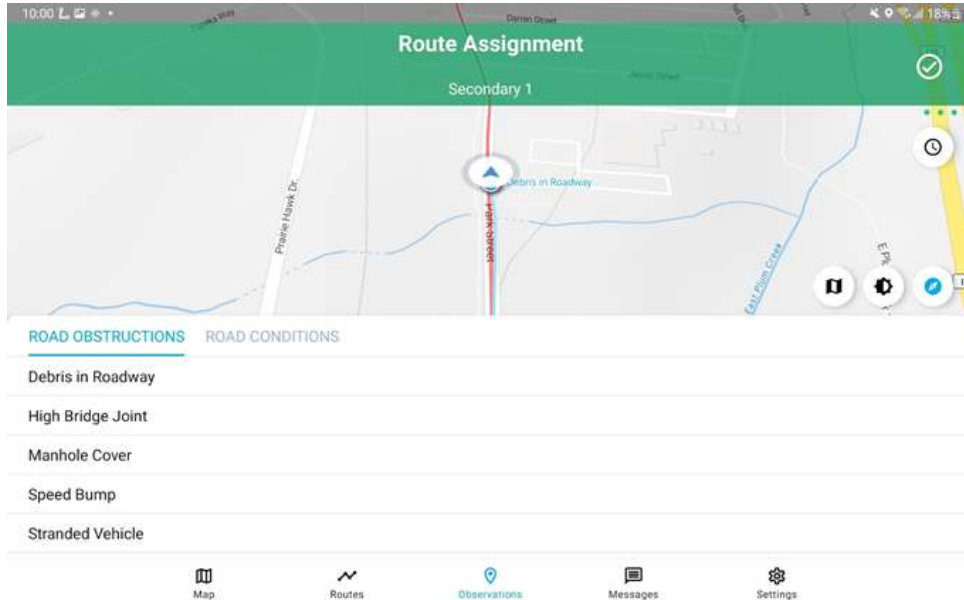 10:00
18%
Darren Street
Route Assignment
Secondary 1
Debris in Roadway
Prairie Hawk Dr.
Park Street
East Plum Creek
E Pk
ROAD OBSTRUCTIONS ROAD CONDITIONS
Debris in Roadway
High Bridge Joint
Manhole Cover
Speed Bump
Stranded Vehicle
Map Routes Observations Messages Settings